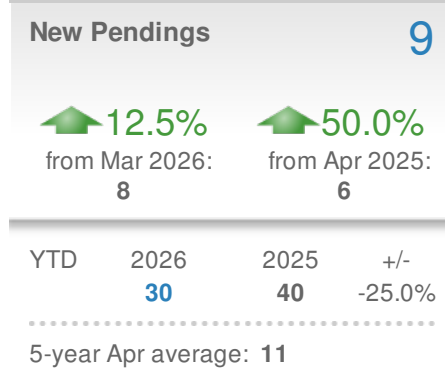 New Pendings 9
12.5% 50.0%
from Mar 2026: from Apr 2025:
8 6
YTD 2026 2025 +/-
30 40 -25.0%
5-year Apr average: 11